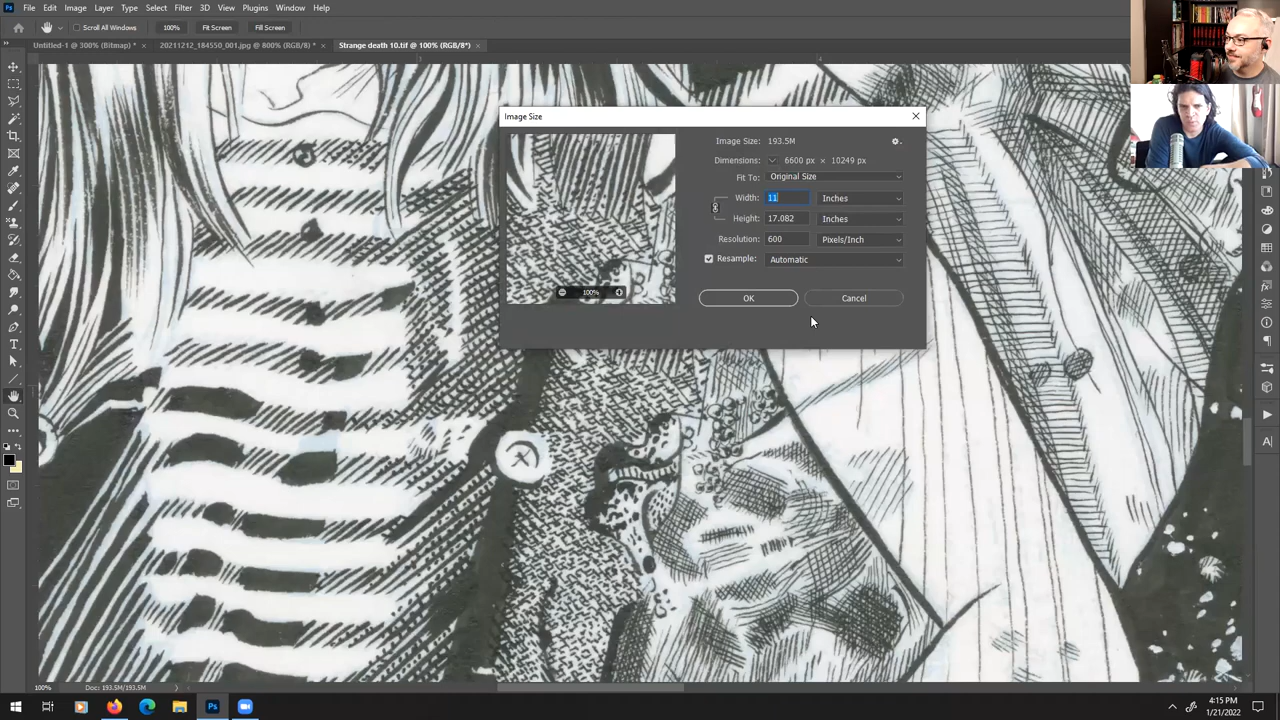 Ps File Edit Image Layer Type Select Filter 3D View Plugins Window Help
Scroll All Windows 100% Fit Screen Fill Screen
Untitled-1 @ 300% (Bitmap) * × 20211212_184550_001.jpg @ 800% (RGB/8) * × Strange death 10.tif @ 100% (RGB/8*) ×
Image Size
Image Size: 193.5M
Dimensions: 6600 px × 10249 px
Fit To: Original Size
Width: 11 Inches
Height: 17.082 Inches
Resolution: 600 Pixels/Inch
Resample: Automatic
100%
OK Cancel
100% Doc: 193.5M/193.5M
Ps
4:15 PM
1/21/2022